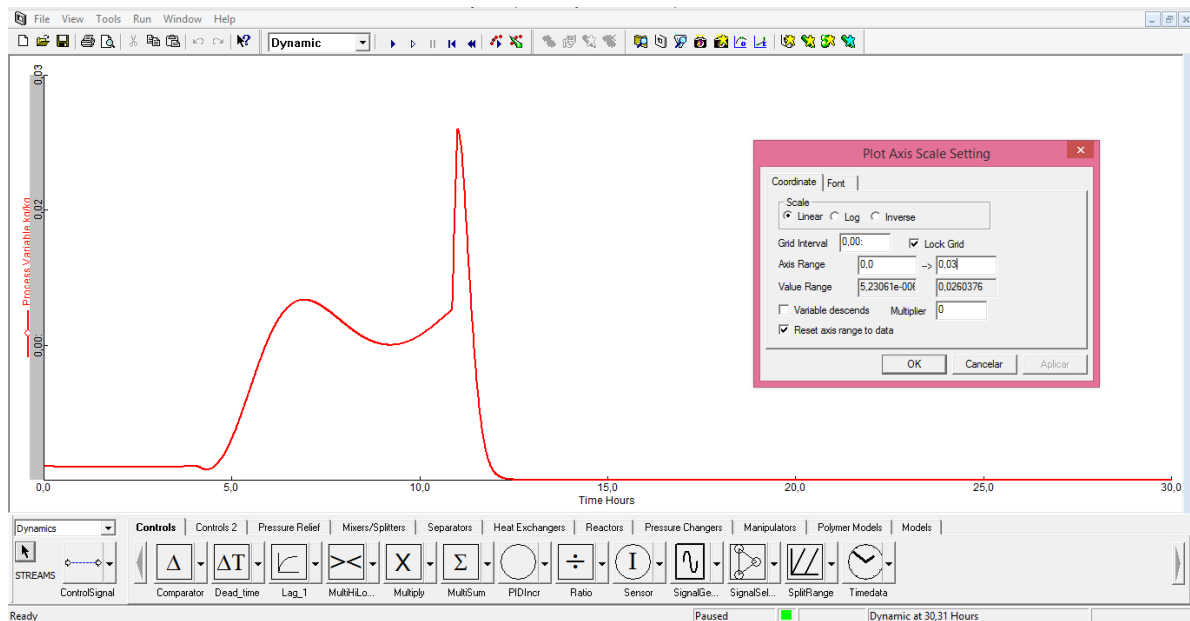 File View Tools Run Window Help
Dynamic
0,03
0,02
0,00:
Process Variable kg/kg
0,0 5,0 10,0 15,0 20,0 25,0 30,0
Time Hours
Plot Axis Scale Setting
Coordinate Font
Scale
Linear Log Inverse
Grid Interval 0,00: Lock Grid
Axis Range 0,0 --> 0,03
Value Range 5,23061e-006 0,0260376
Variable descends Multiplier 0
Reset axis range to data
OK Cancelar Aplicar
Dynamics Controls Controls 2 Pressure Relief Mixers/Splitters Separators Heat Exchangers Reactors Pressure Changers Manipulators Polymer Models Models
Δ ΔT >< X Σ ÷ I
STREAMS
ControlSignal Comparator Dead_time Lag_1 MultiHiLo... Multiply MultiSum PIDIncr Ratio Sensor SignalGe... SignalSel... SplitRange Timedata
Ready Paused Dynamic at 30,31 Hours